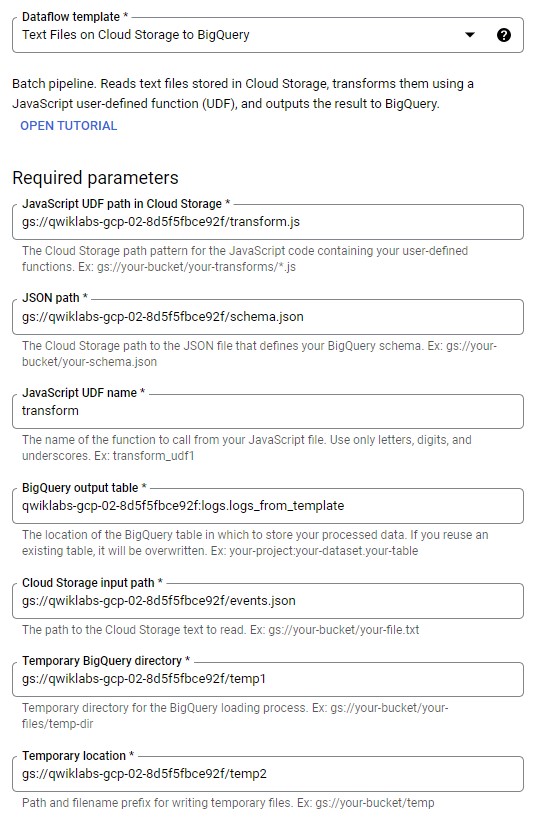 Dataflow template *
Text Files on Cloud Storage to BigQuery
Batch pipeline. Reads text files stored in Cloud Storage, transforms them using a
JavaScript user-defined function (UDF), and outputs the result to BigQuery.
OPEN TUTORIAL
Required parameters
JavaScript UDF path in Cloud Storage *
gs://qwiklabs-gcp-02-8d5f5fbce92f/transform.js
The Cloud Storage path pattern for the JavaScript code containing your user-defined
functions. Ex: gs://your-bucket/your-transforms/*.js
JSON path *
gs://qwiklabs-gcp-02-8d5f5fbce92f/schema.json
The Cloud Storage path to the JSON file that defines your BigQuery schema. Ex: gs://your-
bucket/your-schema.json
JavaScript UDF name *
transform
The name of the function to call from your JavaScript file. Use only letters, digits, and
underscores. Ex: transform_udf1
BigQuery output table *
qwiklabs-gcp-02-8d5f5fbce92f:logs.logs_from_template
The location of the BigQuery table in which to store your processed data. If you reuse an
existing table, it will be overwritten. Ex: your-project:your-dataset.your-table
Cloud Storage input path *
gs://qwiklabs-gcp-02-8d5f5fbce92f/events.json
The path to the Cloud Storage text to read. Ex: gs://your-bucket/your-file.txt
Temporary BigQuery directory *
gs://qwiklabs-gcp-02-8d5f5fbce92f/temp1
Temporary directory for the BigQuery loading process. Ex: gs://your-bucket/your-
files/temp-dir
Temporary location *
gs://qwiklabs-gcp-02-8d5f5fbce92f/temp2
Path and filename prefix for writing temporary files. Ex: gs://your-bucket/temp